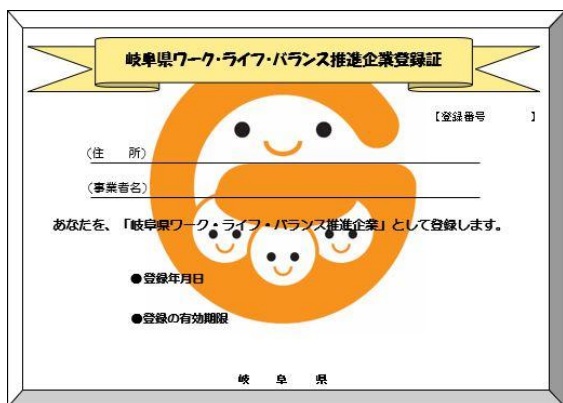 岐阜県ワーク・ライフ・バランス推進企業登録証
【登録番号　　　】
（住　所）
（事業者名）
あなたを、「岐阜県ワーク・ライフ・バランス推進企業」として登録します。
●登録年月日
●登録の有効期限
岐　阜　県